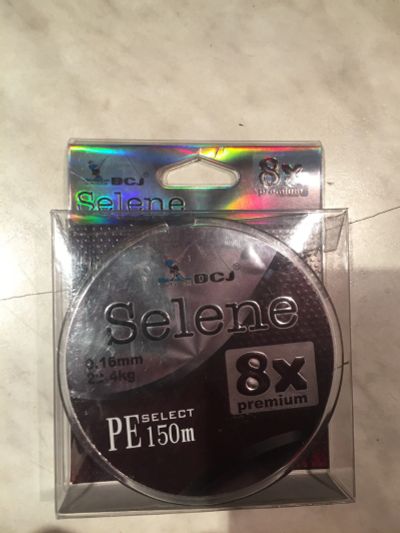 DCJ
8x
premium
Selene
DCJ
Selene
0.16mm
8x
premium
PE SELECT
150m